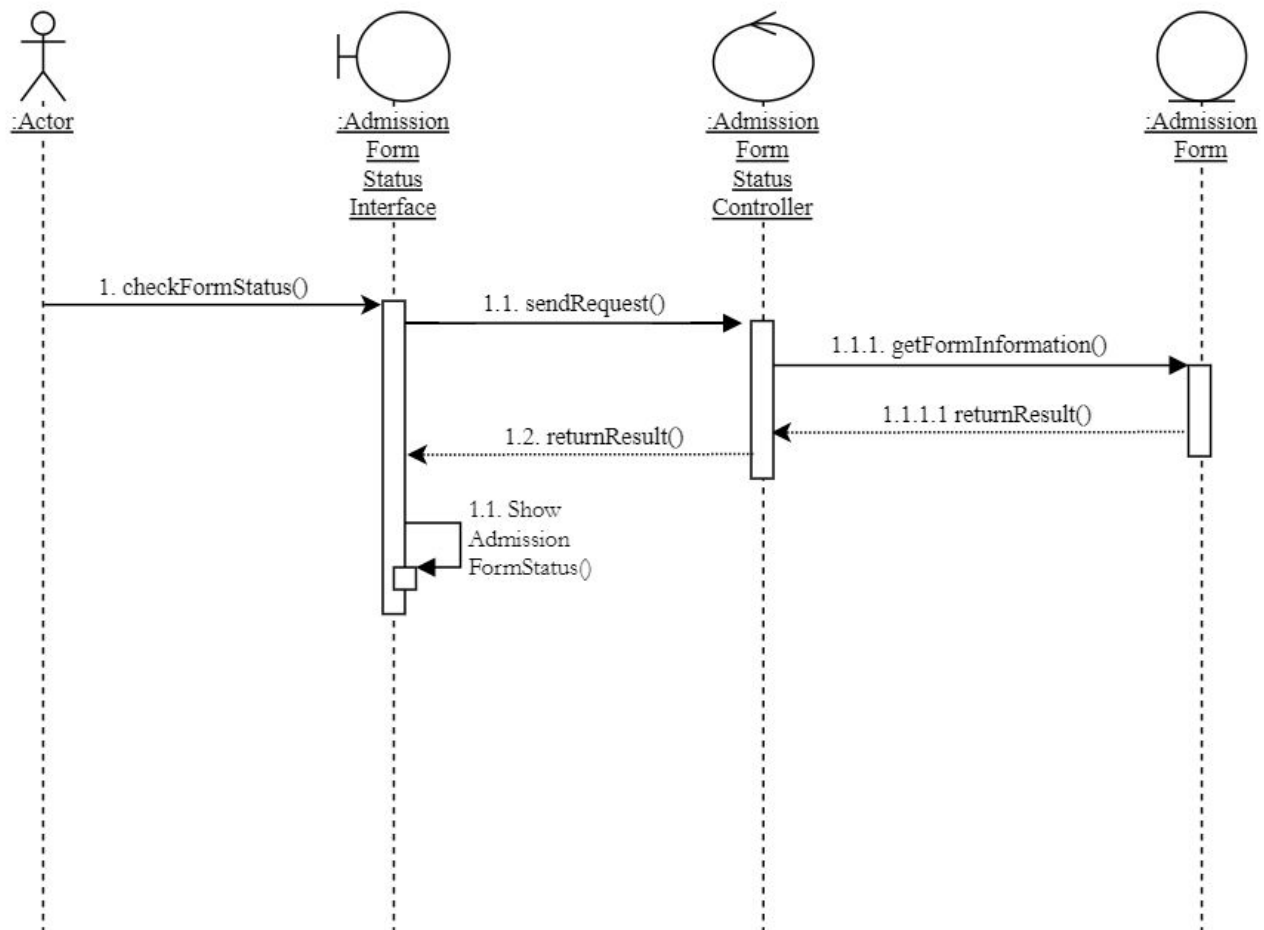 :Actor
:Admission
Form
Status
Interface
:Admission
Form
Status
Controller
:Admission
Form
1. checkFormStatus()
1.1. sendRequest()
1.1.1. getFormInformation()
1.1.1.1 returnResult()
1.2. returnResult()
1.1. Show
Admission
FormStatus()